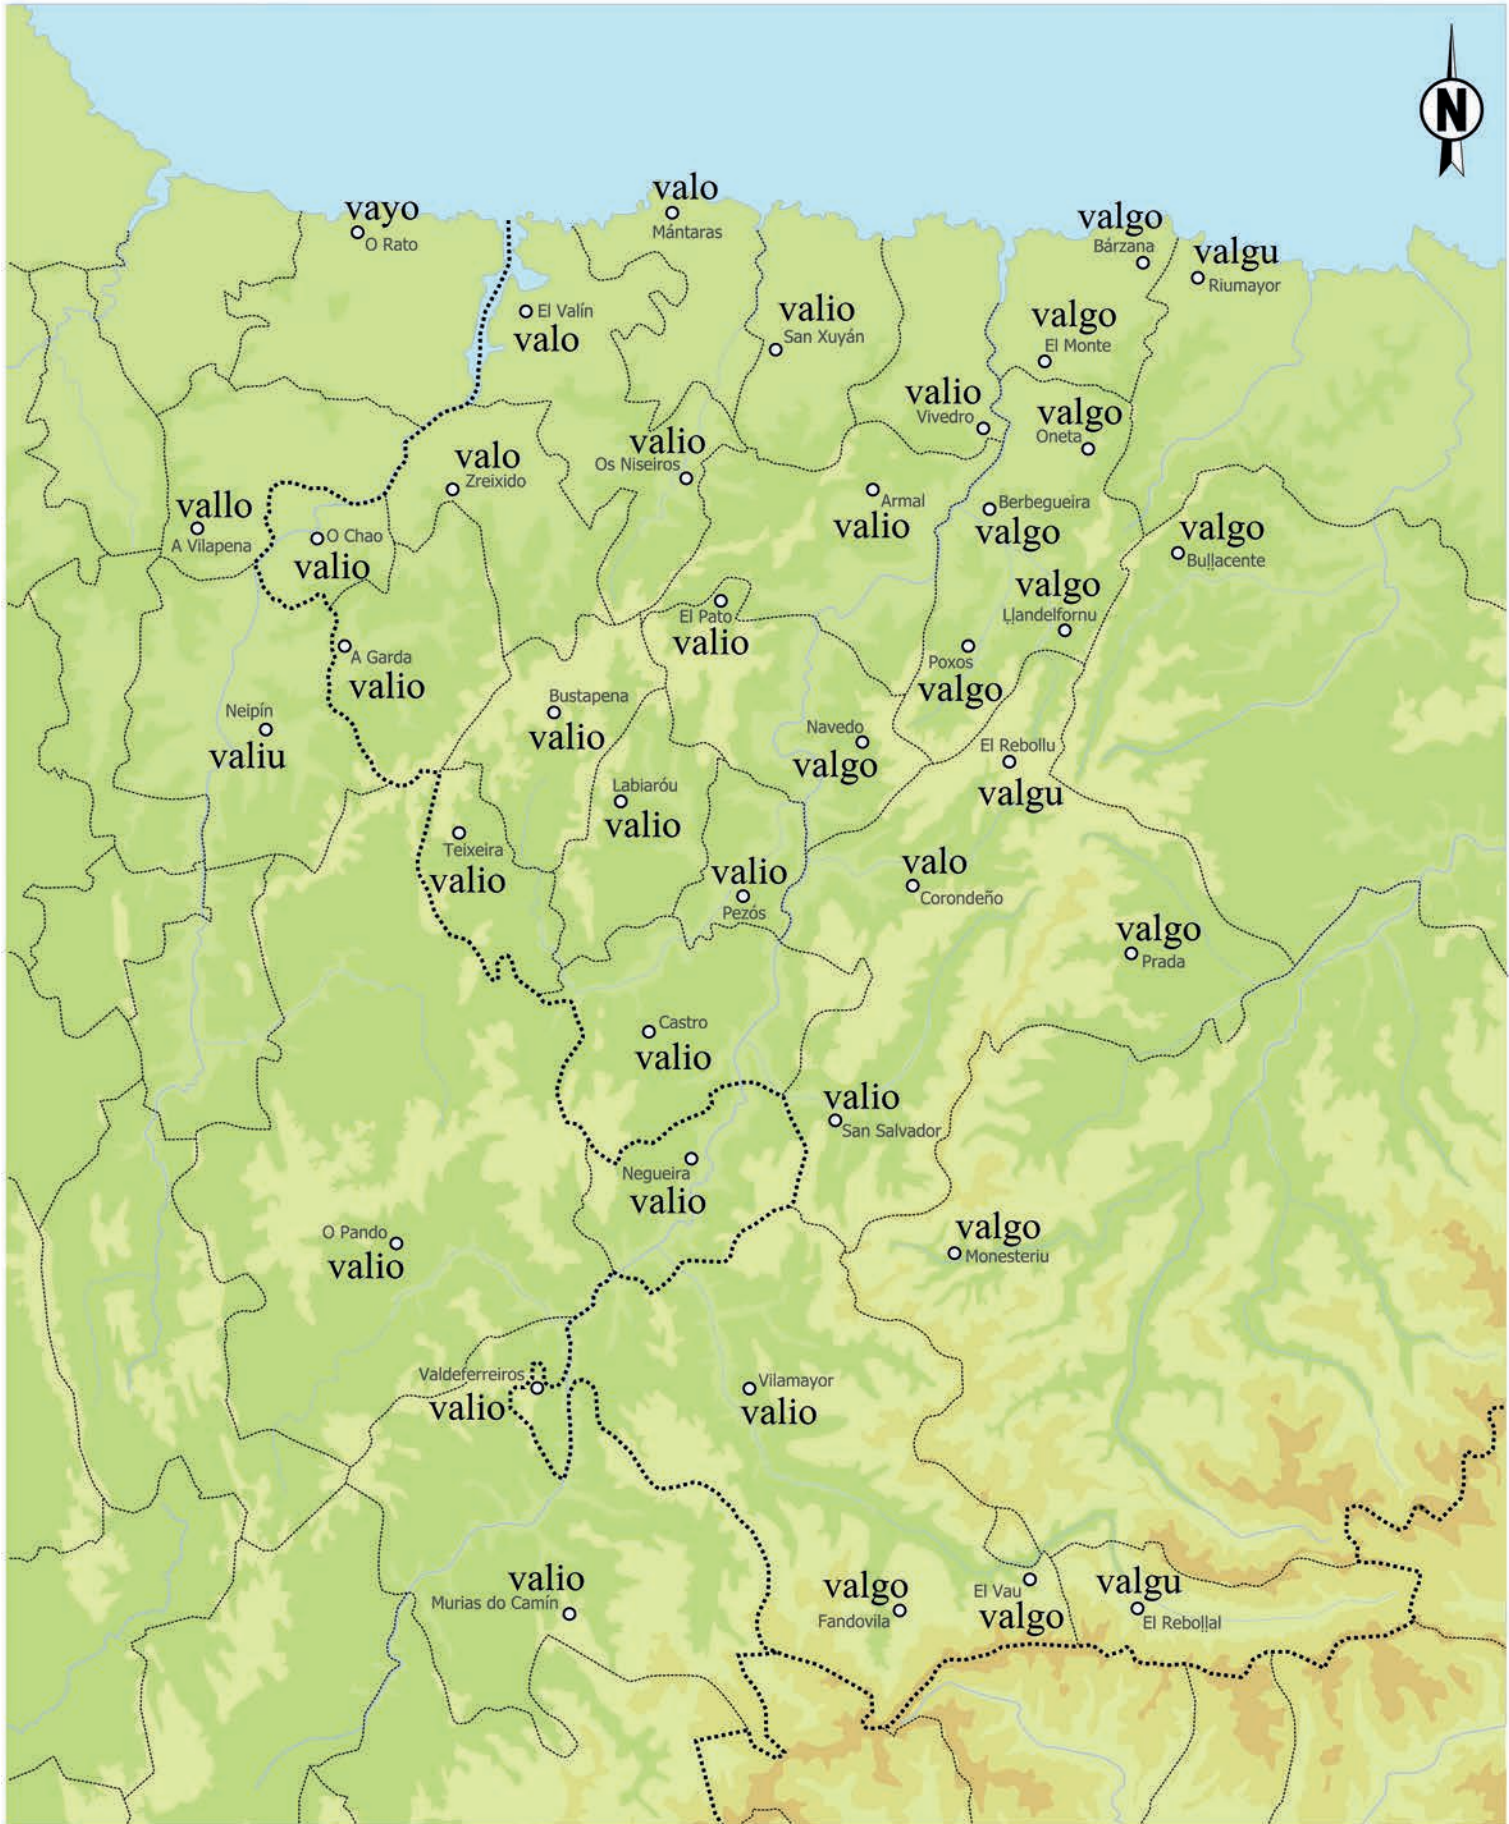 N
valo
Mántaras
vayo
O Rato
valgo
Bárzana
valgu
Riumayor
El Valín
valo
valio
San Xuyán
valgo
El Monte
valio
Vivedro
valgo
Oneta
valio
Os Niseiros
valo
Zreixido
vallo
A Vilapena
O Chao
valio
Armal
valio
Berbegueira
valgo
valgo
Buḷḷacente
valgo
Ḷḷandelfornu
El Pato
valio
A Garda
valio
Poxos
valgo
Bustapena
valio
Neipín
valiu
Navedo
valgo
El Rebollu
valgu
Labiaróu
valio
Teixeira
valio
valio
Pezós
valo
Corondeño
valgo
Prada
Castro
valio
valio
San Salvador
Negueira
valio
O Pando
valio
valgo
Monesteriu
Valdeferreiros
valio
Vilamayor
valio
valio
Murias do Camín
valgo
Fandovila
El Vau
valgo
valgu
El Reboḷḷal